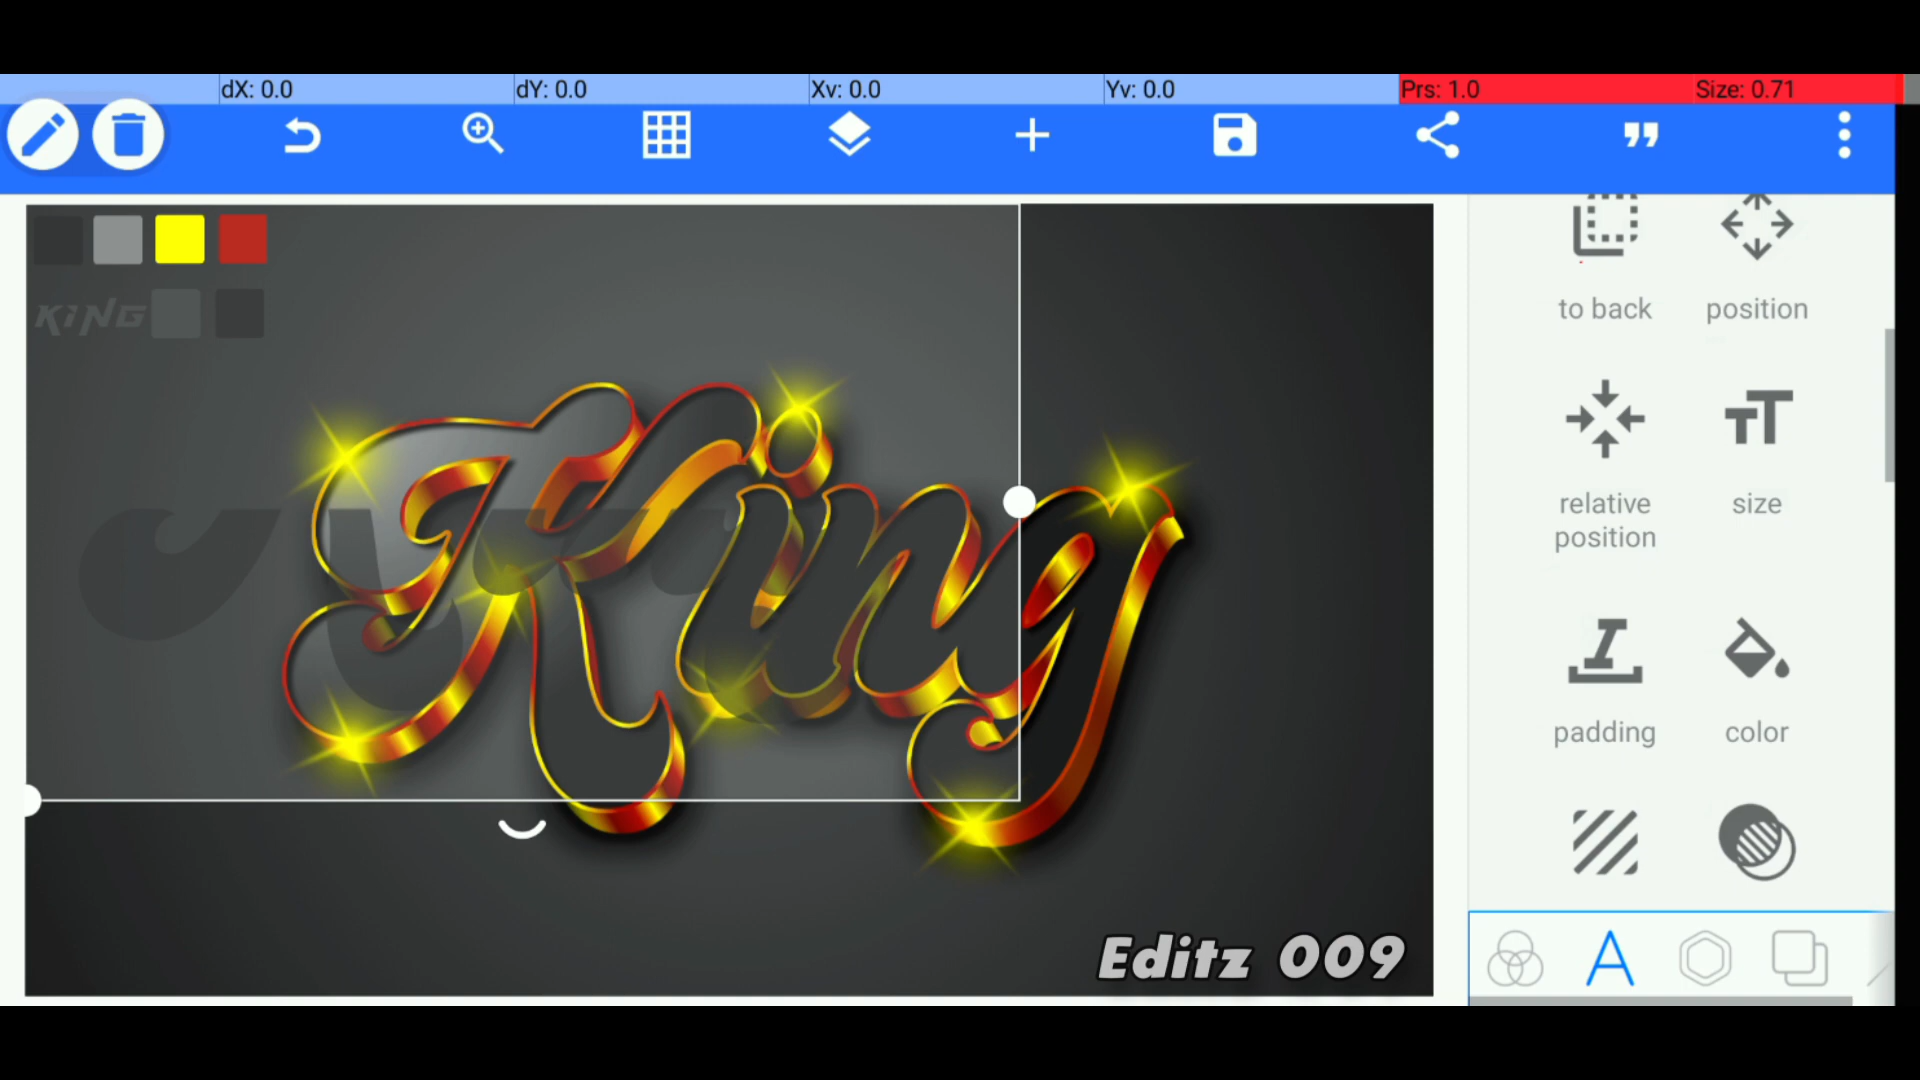 dX: 0.0 dY: 0.0 Xv: 0.0 Yv: 0.0 Prs: 1.0 Size: 0.71
to back position
KiNG
King
relative position size
padding color
Editz 009